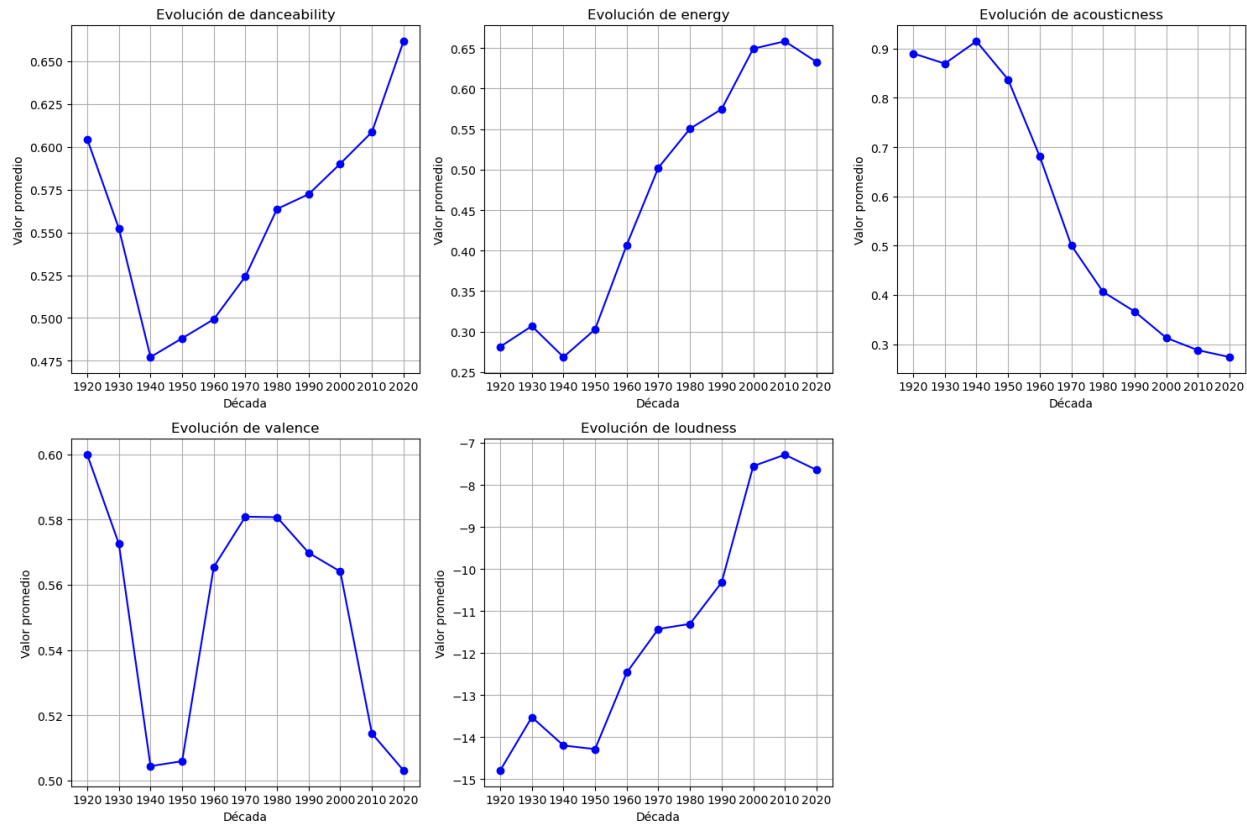 Evolución de danceability
Valor promedio
0.650
0.625
0.600
0.575
0.550
0.525
0.500
0.475
1920 1930 1940 1950 1960 1970 1980 1990 2000 2010 2020
Década
Evolución de energy
Valor promedio
0.65
0.60
0.55
0.50
0.45
0.40
0.35
0.30
0.25
1920 1930 1940 1950 1960 1970 1980 1990 2000 2010 2020
Década
Evolución de acousticness
Valor promedio
0.9
0.8
0.7
0.6
0.5
0.4
0.3
1920 1930 1940 1950 1960 1970 1980 1990 2000 2010 2020
Década
Evolución de valence
Valor promedio
0.60
0.58
0.56
0.54
0.52
0.50
1920 1930 1940 1950 1960 1970 1980 1990 2000 2010 2020
Década
Evolución de loudness
Valor promedio
−7
−8
−9
−10
−11
−12
−13
−14
−15
1920 1930 1940 1950 1960 1970 1980 1990 2000 2010 2020
Década